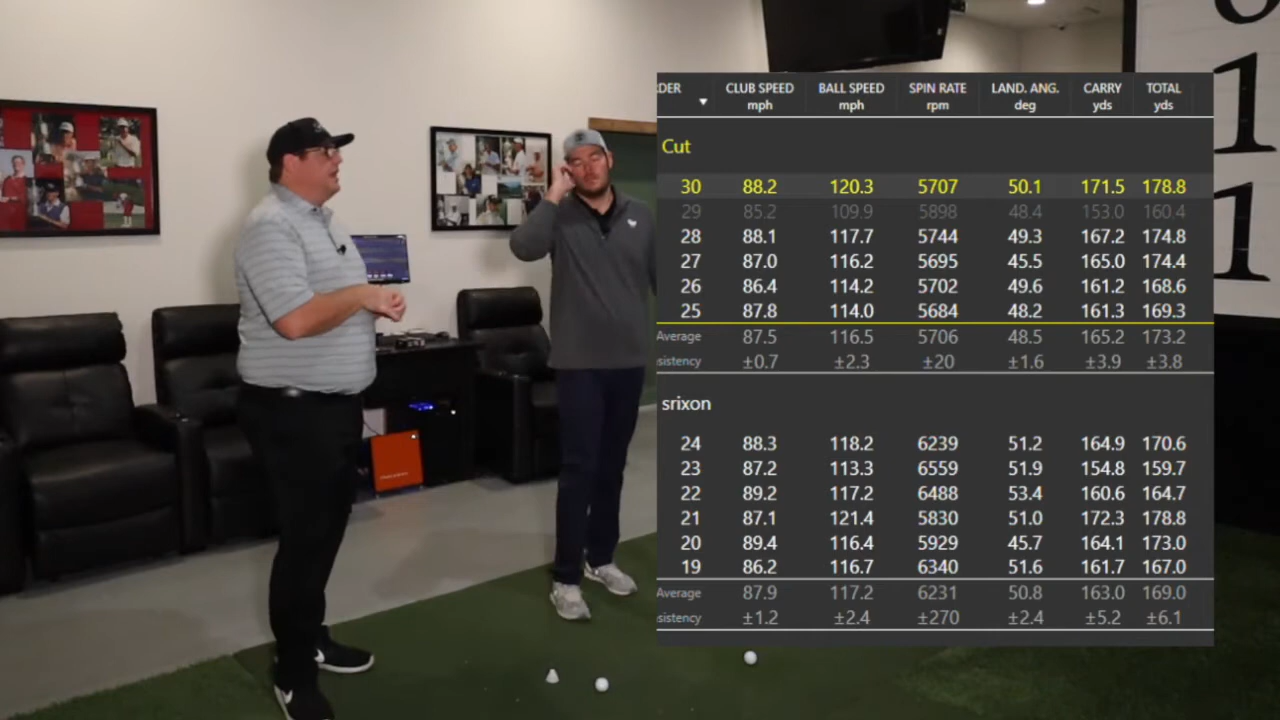 RDER CLUB SPEED BALL SPEED SPIN RATE LAND. ANG. CARRY TOTAL
mph mph rpm deg yds yds
Cut
30 88.2 120.3 5707 50.1 171.5 178.8
29 85.2 109.9 5898 48.4 153.0 160.4
28 88.1 117.7 5744 49.3 167.2 174.8
27 87.0 116.2 5695 45.5 165.0 174.4
26 86.4 114.2 5702 49.6 161.2 168.6
25 87.8 114.0 5684 48.2 161.3 169.3
Average 87.5 116.5 5706 48.5 165.2 173.2
sistency ±0.7 ±2.3 ±20 ±1.6 ±3.9 ±3.8
srixon
24 88.3 118.2 6239 51.2 164.9 170.6
23 87.2 113.3 6559 51.9 154.8 159.7
22 89.2 117.2 6488 53.4 160.6 164.7
21 87.1 121.4 5830 51.0 172.3 178.8
20 89.4 116.4 5929 45.7 164.1 173.0
19 86.2 116.7 6340 51.6 161.7 167.0
Average 87.9 117.2 6231 50.8 163.0 169.0
sistency ±1.2 ±2.4 ±270 ±2.4 ±5.2 ±6.1
1
1